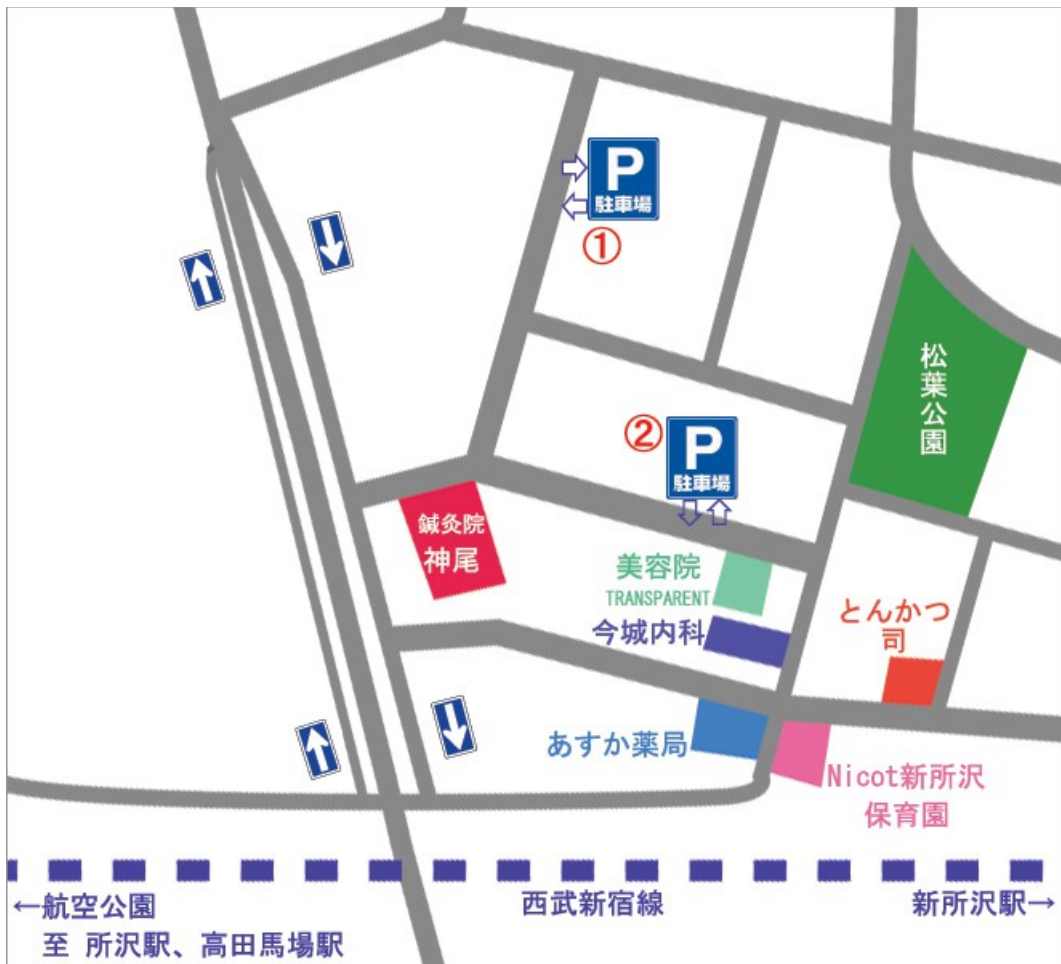 P
駐車場
①
松葉公園
②
P
駐車場
鍼灸院
神尾
美容院
TRANSPARENT
今城内科
とんかつ
司
あすか薬局
Nicot新所沢
保育園
←航空公園
西武新宿線
新所沢駅→
至 所沢駅、高田馬場駅